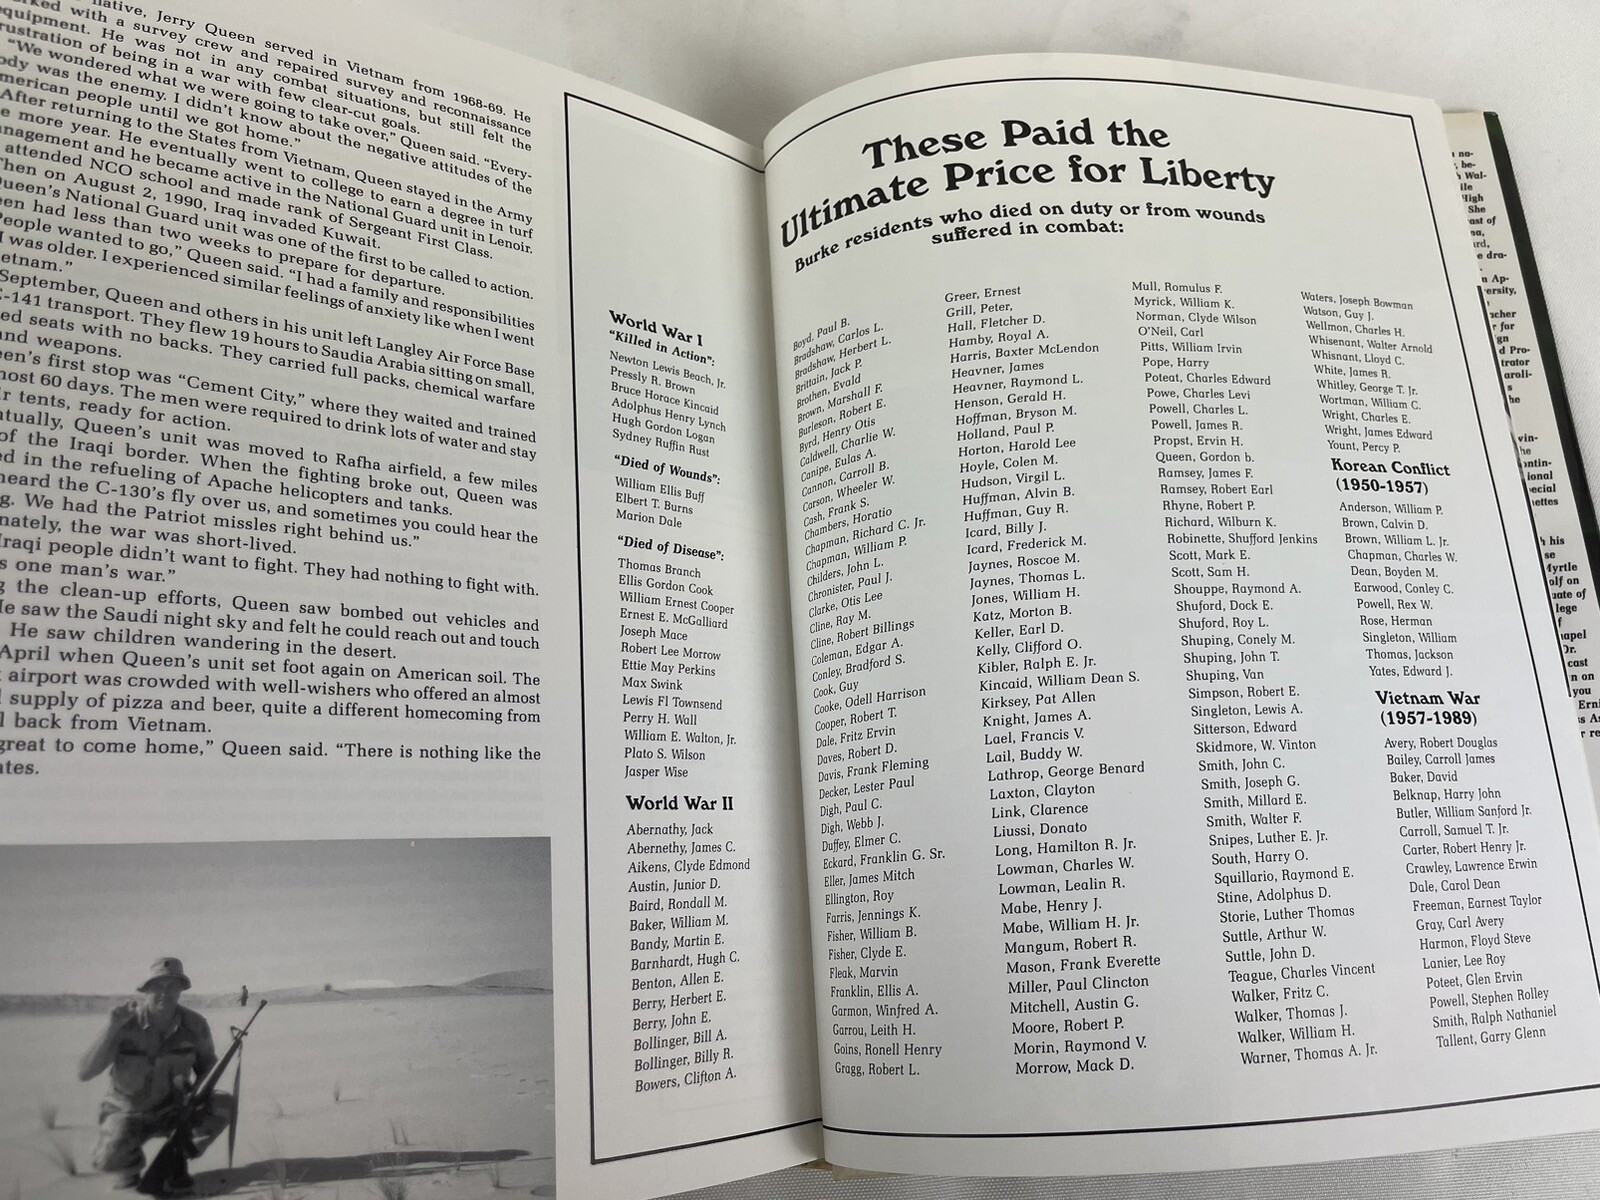 native, Jerry Queen served in Vietnam from 1968-69. He
with a survey crew and repaired survey and reconnaissance
equipment. He was not in any combat situations, but still felt the
frustration of being in a war with few clear-cut goals.
"We wondered what we were going to take over," Queen said. "Every-
body was the enemy. I didn't know about the negative attitudes of the
American people until we got home."
After returning to the States from Vietnam, Queen stayed in the Army
more year. He eventually went to college to earn a degree in turf
management and he became active in the National Guard unit in Lenoir.
attended NCO school and made rank of Sergeant First Class.
Then on August 2, 1990, Iraq invaded Kuwait.
Queen's National Guard unit was one of the first to be called to action.
had less than two weeks to prepare for departure.
"People wanted to go," Queen said. "I had a family and responsibilities
I was older. I experienced similar feelings of anxiety like when I went
Vietnam."
September, Queen and others in his unit left Langley Air Force Base
C-141 transport. They flew 19 hours to Saudia Arabia sitting on small,
seats with no backs. They carried full packs, chemical warfare
and weapons.
first stop was "Cement City," where they waited and trained
most 60 days. The men were required to drink lots of water and stay
tents, ready for action.
Queen's unit was moved to Rafha airfield, a few miles
of the Iraqi border. When the fighting broke out, Queen was
in the refueling of Apache helicopters and tanks.
heard the C-130's fly over us, and sometimes you could hear the
We had the Patriot missles right behind us."
the war was short-lived.
Iraqi people didn't want to fight. They had nothing to fight with.
one man's war."
the clean-up efforts, Queen saw bombed out vehicles and
He saw the Saudi night sky and felt he could reach out and touch
He saw children wandering in the desert.
April when Queen's unit set foot again on American soil. The
airport was crowded with well-wishers who offered an almost
supply of pizza and beer, quite a different homecoming from
back from Vietnam.
great to come home," Queen said. "There is nothing like the
These Paid the
Ultimate Price for Liberty
Burke residents who died on duty or from wounds
suffered in combat:
World War I
"Killed in Action":
Newton Lewis Beach, Jr.
Pressly R. Brown
Bruce Horace Kincaid
Adolphus Henry Lynch
Hugh Gordon Logan
Sydney Ruffin Rust
"Died of Wounds":
William Ellis Buff
Elbert T. Burns
Marion Dale
"Died of Disease":
Thomas Branch
Ellis Gordon Cook
William Ernest Cooper
Ernest E. McGalliard
Joseph Mace
Robert Lee Morrow
Ettie May Perkins
Max Swink
Lewis Fl Townsend
Perry H. Wall
William E. Walton, Jr.
Plato S. Wilson
Jasper Wise
World War II
Abernathy, Jack
Abernethy, James C.
Aikens, Clyde Edmond
Austin, Junior D.
Baird, Rondall M.
Baker, William M.
Bandy, Martin E.
Barnhardt, Hugh C.
Benton, Allen E.
Berry, Herbert E.
Berry, John E.
Bollinger, Bill A.
Bollinger, Billy R.
Bowers, Clifton A.
Boyd, Paul B.
Bradshaw, Carlos L.
Bradshaw, Herbert L.
Brittain, Jack P.
Brothen, Evald
Brown, Marshall F.
Burleson, Robert E.
Byrd, Henry Otis
Caldwell, Charlie W.
Canipe, Eulas A.
Cannon, Carroll B.
Carson, Wheeler W.
Cash, Frank S.
Chambers, Horatio
Chapman, Richard C. Jr.
Chapman, William P.
Childers, John L.
Chronister, Paul J.
Clarke, Otis Lee
Cline, Ray M.
Cline, Robert Billings
Coleman, Edgar A.
Conley, Bradford S.
Cook, Guy
Cooke, Odell Harrison
Cooper, Robert T.
Dale, Fritz Ervin
Daves, Robert D.
Davis, Frank Fleming
Decker, Lester Paul
Digh, Paul C.
Digh, Webb J.
Duffey, Elmer C.
Eckard, Franklin G. Sr.
Eller, James Mitch
Ellington, Roy
Farris, Jennings K.
Fisher, William B.
Fisher, Clyde E.
Fleak, Marvin
Franklin, Ellis A.
Garmon, Winfred A.
Garrou, Leith H.
Goins, Ronell Henry
Gragg, Robert L.
Greer, Ernest
Grill, Peter,
Hall, Fletcher D.
Hamby, Royal A.
Harris, Baxter McLendon
Heavner, James
Heavner, Raymond L.
Henson, Gerald H.
Hoffman, Bryson M.
Holland, Paul P.
Horton, Harold Lee
Hoyle, Colen M.
Hudson, Virgil L.
Huffman, Alvin B.
Huffman, Guy R.
Icard, Billy J.
Icard, Frederick M.
Jaynes, Roscoe M.
Jaynes, Thomas L.
Jones, William H.
Katz, Morton B.
Keller, Earl D.
Kelly, Clifford O.
Kibler, Ralph E. Jr.
Kincaid, William Dean S.
Kirksey, Pat Allen
Knight, James A.
Lael, Francis V.
Lail, Buddy W.
Lathrop, George Benard
Laxton, Clayton
Link, Clarence
Liussi, Donato
Long, Hamilton R. Jr.
Lowman, Charles W.
Lowman, Lealin R.
Mabe, Henry J.
Mabe, William H. Jr.
Mangum, Robert R.
Mason, Frank Everette
Miller, Paul Clincton
Mitchell, Austin G.
Moore, Robert P.
Morin, Raymond V.
Morrow, Mack D.
Mull, Romulus F.
Myrick, William K.
Norman, Clyde Wilson
O'Neil, Carl
Pitts, William Irvin
Pope, Harry
Poteat, Charles Edward
Powe, Charles Levi
Powell, Charles L.
Powell, James R.
Propst, Ervin H.
Queen, Gordon b.
Ramsey, James F.
Ramsey, Robert Earl
Rhyne, Robert P.
Richard, Wilburn K.
Robinette, Shufford Jenkins
Scott, Mark E.
Scott, Sam H.
Shouppe, Raymond A.
Shuford, Dock E.
Shuford, Roy L.
Shuping, Conely M.
Shuping, John T.
Shuping, Van
Simpson, Robert E.
Singleton, Lewis A.
Sitterson, Edward
Skidmore, W. Vinton
Smith, John C.
Smith, Joseph G.
Smith, Millard E.
Smith, Walter F.
Snipes, Luther E. Jr.
South, Harry O.
Squillario, Raymond E.
Stine, Adolphus D.
Storie, Luther Thomas
Suttle, Arthur W.
Suttle, John D.
Teague, Charles Vincent
Walker, Fritz C.
Walker, Thomas J.
Walker, William H.
Warner, Thomas A. Jr.
Waters, Joseph Bowman
Watson, Guy J.
Wellmon, Charles H.
Whisenant, Walter Arnold
Whisnant, Lloyd C.
White, James R.
Whitley, George T. Jr.
Wortman, William C.
Wright, Charles E.
Wright, James Edward
Yount, Percy P.
Korean Conflict
(1950-1957)
Anderson, William P.
Brown, Calvin D.
Brown, William L. Jr.
Chapman, Charles W.
Dean, Boyden M.
Earwood, Conley C.
Powell, Rex W.
Rose, Herman
Singleton, William
Thomas, Jackson
Yates, Edward J.
Vietnam War
(1957-1989)
Avery, Robert Douglas
Bailey, Carroll James
Baker, David
Belknap, Harry John
Butler, William Sanford Jr.
Carroll, Samuel T. Jr.
Carter, Robert Henry Jr.
Crawley, Lawrence Erwin
Dale, Carol Dean
Freeman, Earnest Taylor
Gray, Carl Avery
Harmon, Floyd Steve
Lanier, Lee Roy
Poteet, Glen Ervin
Powell, Stephen Rolley
Smith, Ralph Nathaniel
Tallent, Garry Glenn